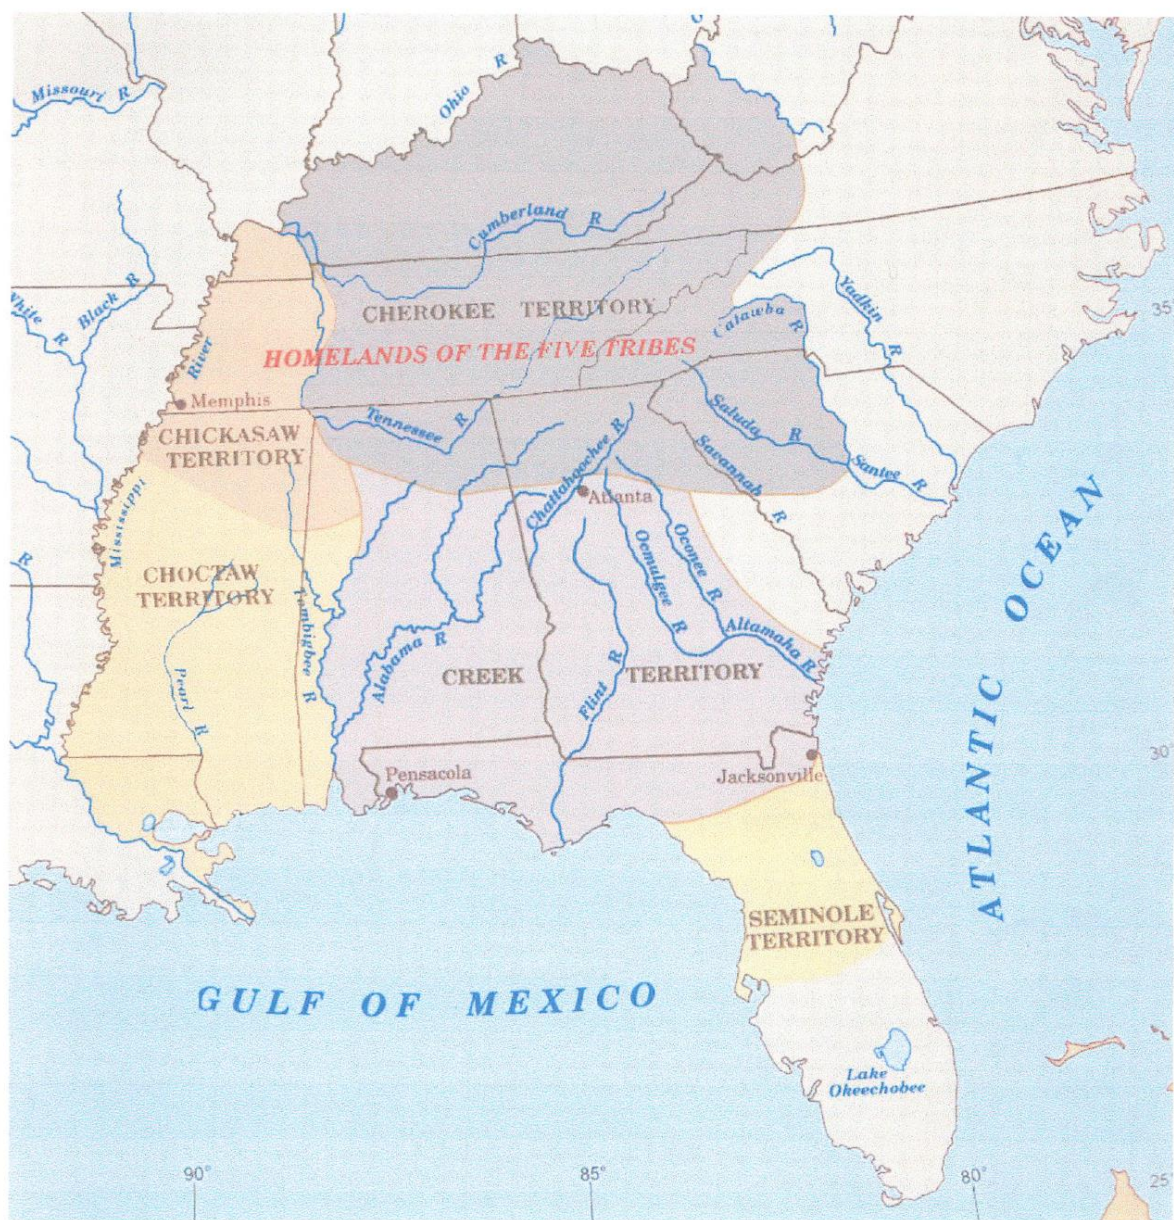 Missouri R
Ohio R
Cumberland R
White R
Black R
CHEROKEE TERRITORY
Yadkin R
Catawba R
35
HOMELANDS OF THE FIVE TRIBES
River
Memphis
Tennessee R
CHICKASAW
TERRITORY
Chattahoochee R
Saluda R
Savannah R
Santee R
Mississippi
Atlanta
R
CHOCTAW
TERRITORY
Tombigbee R
Ocmulgee R
Oconee R
Altamaha R
Alabama R
Pearl R
CREEK TERRITORY
Flint R
ATLANTIC OCEAN
Pensacola
Jacksonville
30°
SEMINOLE
TERRITORY
GULF OF MEXICO
Lake
Okeechobee
90°
85°
80°
25°